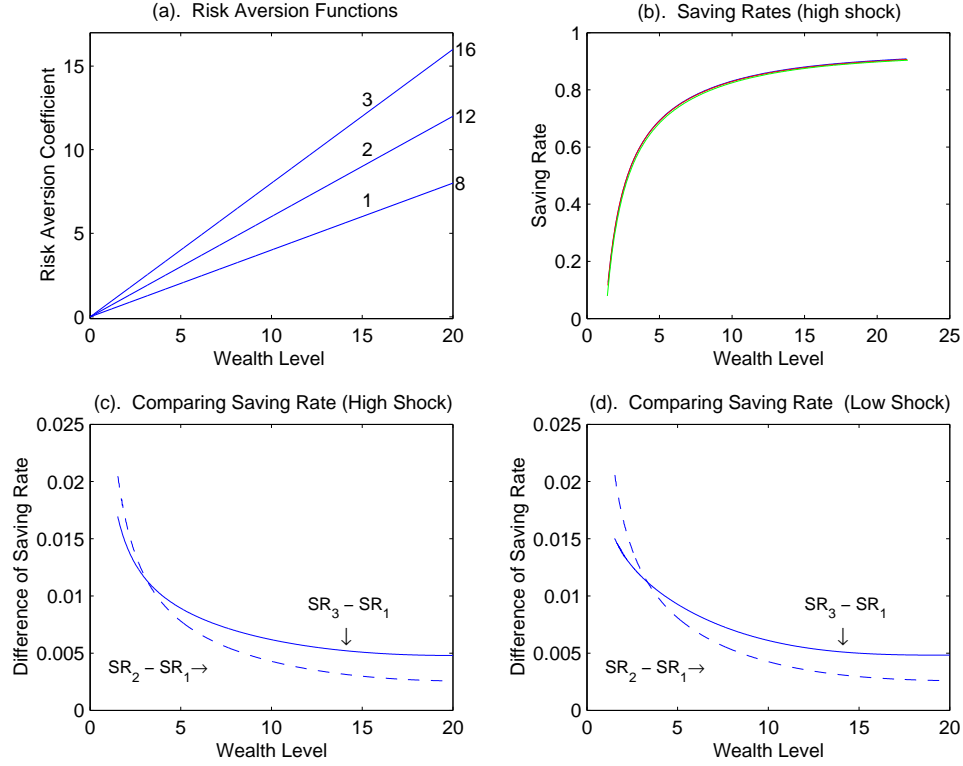 (a). Risk Aversion Functions
Risk Aversion Coefficient
15
10
5
0
3
2
1
16
12
8
0 5 10 15 20
Wealth Level
(b). Saving Rates (high shock)
Saving Rate
1
0.8
0.6
0.4
0.2
0
0 5 10 15 20 25
Wealth Level
(c). Comparing Saving Rate (High Shock)
Difference of Saving Rate
0.025
0.02
0.015
0.01
0.005
0
SR3 − SR1
↓
SR2 − SR1→
0 5 10 15 20
Wealth Level
(d). Comparing Saving Rate (Low Shock)
Difference of Saving Rate
0.025
0.02
0.015
0.01
0.005
0
SR3 − SR1
↓
SR2 − SR1→
0 5 10 15 20
Wealth Level